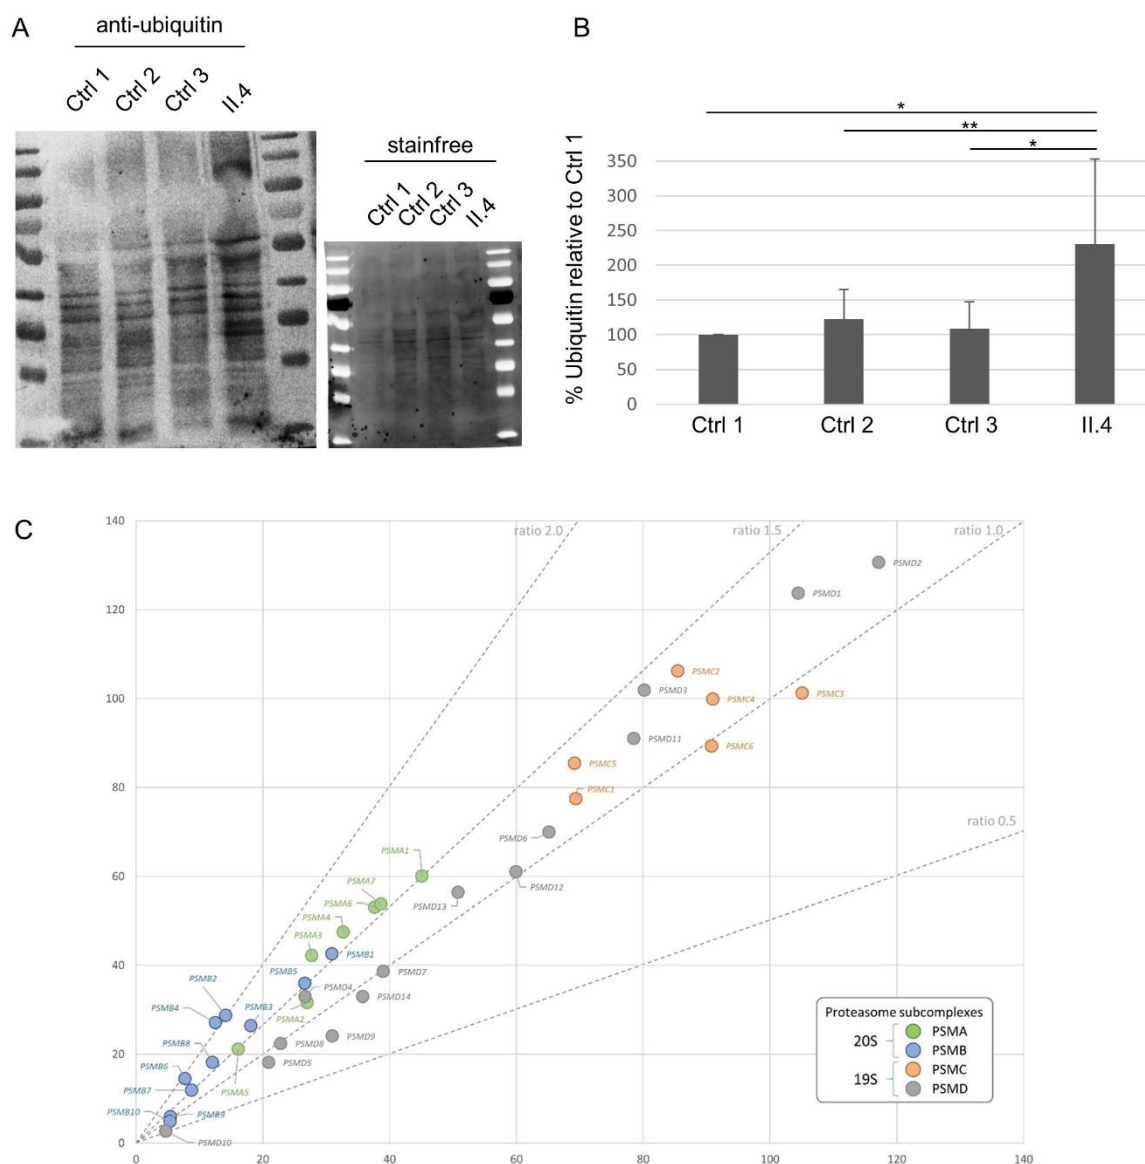 A
anti-ubiquitin
Ctrl 1
Ctrl 2
Ctrl 3
II.4
stainfree
Ctrl 1
Ctrl 2
Ctrl 3
II.4
B
*
**
*
% Ubiquitin relative to Ctrl 1
350
300
250
200
150
100
50
0
Ctrl 1
Ctrl 2
Ctrl 3
II.4
C
140
120
100
80
60
40
20
0
0
20
40
60
80
100
120
140
ratio 2.0
ratio 1.5
ratio 1.0
ratio 0.5
PSMD2
PSMD1
PSMC2
PSMD3
PSMC4
PSMC3
PSMD11
PSMC6
PSMC5
PSMC1
PSMD6
PSMD12
PSMD13
PSMA1
PSMA7
PSMA6
PSMA4
PSMA3
PSMB1
PSMB5
PSMD7
PSMD4
PSMD14
PSMA2
PSMB2
PSMB4
PSMB3
PSMD9
PSMD8
PSMD5
PSMB8
PSMB6
PSMB7
PSMA5
PSMB10
PSMB9
PSMD10
Proteasome subcomplexes
20S
PSMA
PSMB
19S
PSMC
PSMD